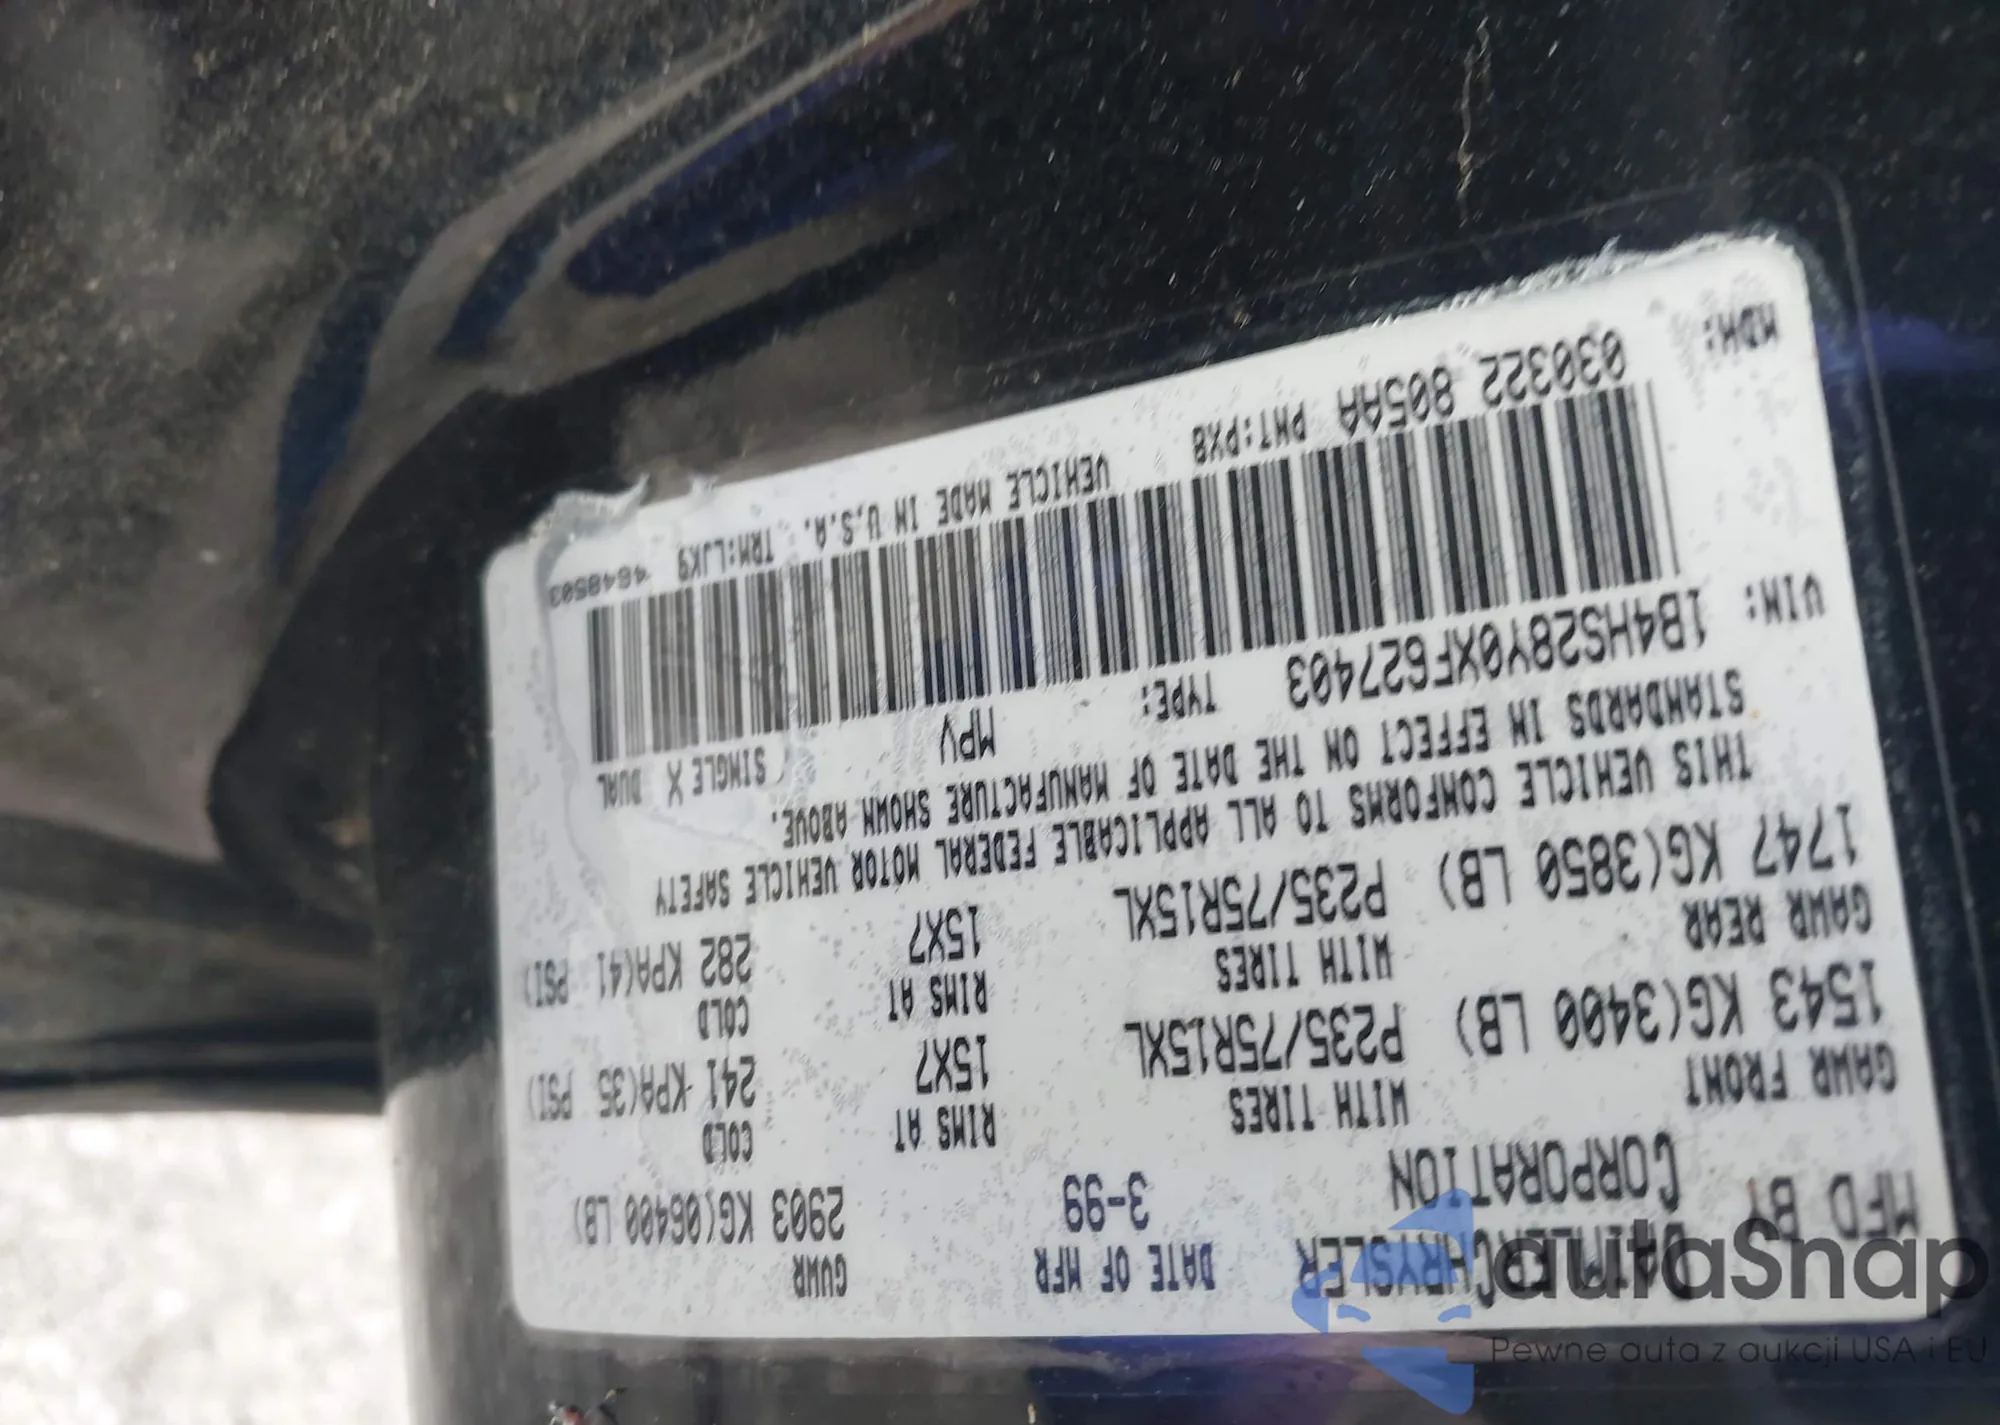 MFD BY DAIMLERCHRYSLER CORPORATION
DATE OF MFR 3-99
GVWR 2903 KG(06400 LB)
GAWR FRONT WITH TIRES RIMS AT COLD
1543 KG(3400 LB) P235/75R15XL 15X7 241 KPA(35 PSI)
GAWR REAR WITH TIRES RIMS AT COLD
1747 KG(3850 LB) P235/75R15XL 15X7 282 KPA(41 PSI)
THIS VEHICLE CONFORMS TO ALL APPLICABLE FEDERAL MOTOR VEHICLE SAFETY
STANDARDS IN EFFECT ON THE DATE OF MANUFACTURE SHOWN ABOVE.
VIN: 1B4HS28Y0XF627403 TYPE: MPV SINGLE X DUAL
MDH: 030322 805AA PNT:PX8 VEHICLE MADE IN U.S.A. TRM:LJX9 4648503
autaSnap
Pewne auta z aukcji USA i EU